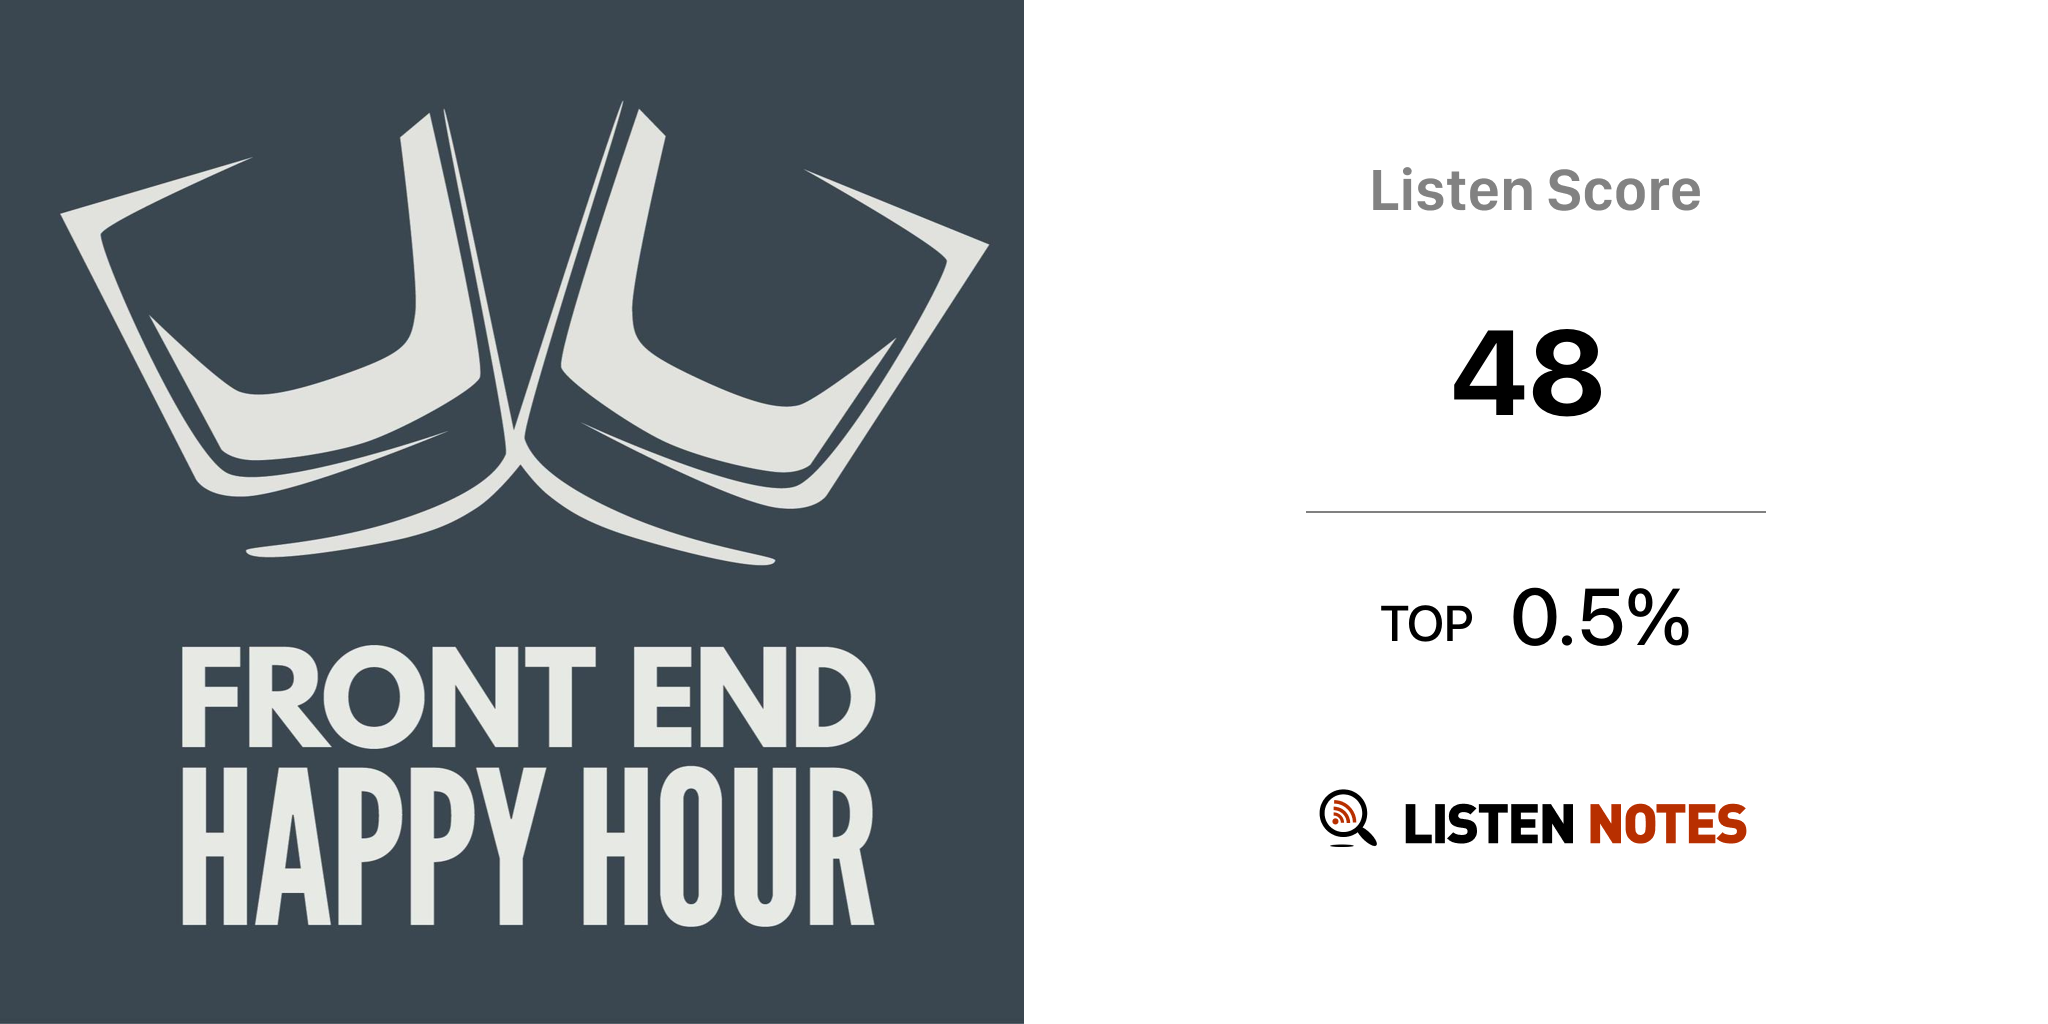 FRONT END
HAPPY HOUR
Listen Score
48
TOP 0.5%
LISTEN NOTES